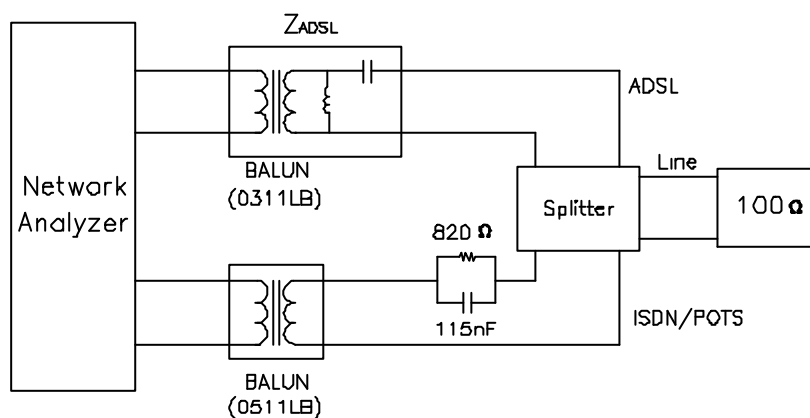 ZADSL
ADSL
BALUN
(0311LB)
Network
Analyzer
Line
Splitter
100 Ω
820 Ω
115nF
ISDN/POTS
BALUN
(0511LB)